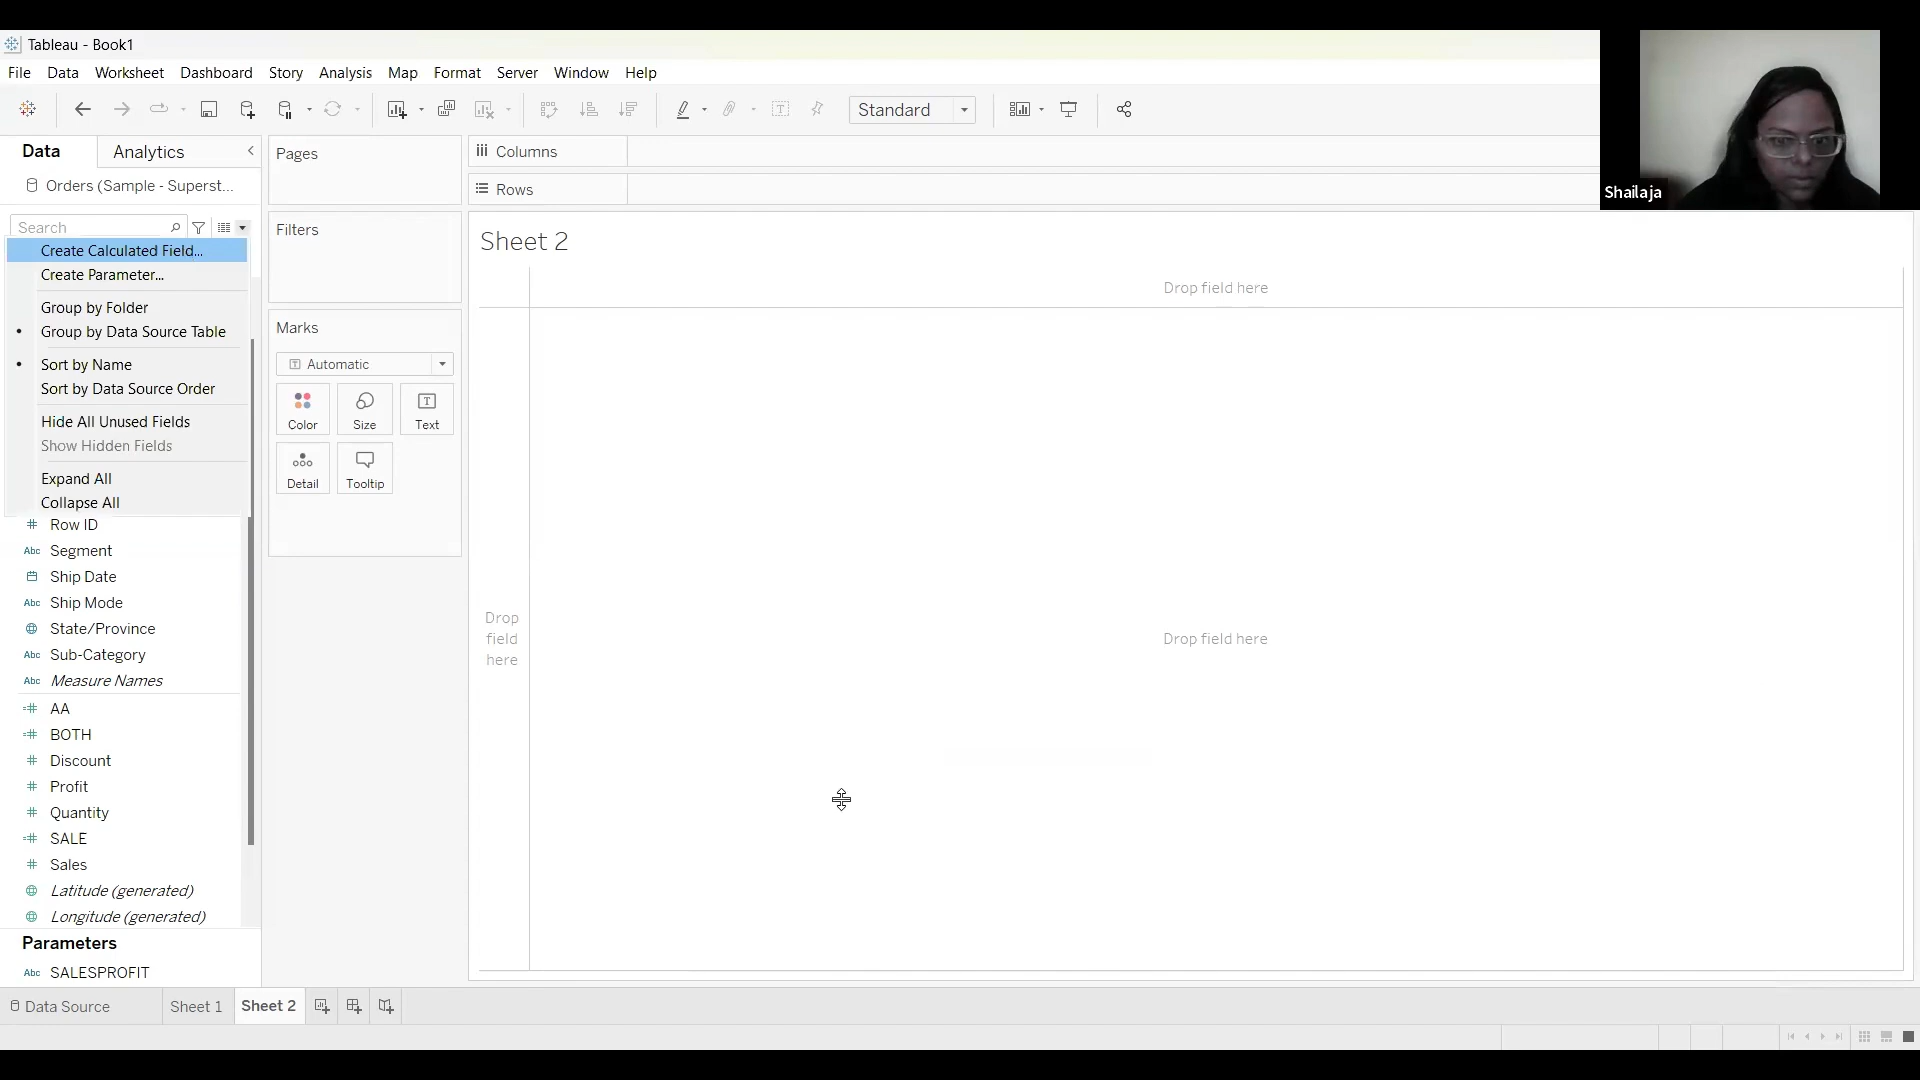 Tableau - Book1
File Data Worksheet Dashboard Story Analysis Map Format Server Window Help
Standard
Data Analytics
Orders (Sample - Superst...
Search
Create Calculated Field...
Create Parameter...
Group by Folder
Group by Data Source Table
Sort by Name
Sort by Data Source Order
Hide All Unused Fields
Show Hidden Fields
Expand All
Collapse All
Row ID
Abc Segment
Ship Date
Abc Ship Mode
State/Province
Abc Sub-Category
Abc Measure Names
AA
BOTH
Discount
Profit
Quantity
SALE
Sales
Latitude (generated)
Longitude (generated)
Parameters
Abc SALESPROFIT
Pages
Filters
Marks
Automatic
Color Size Text
Detail Tooltip
Columns
Rows
Sheet 2
Drop field here
Drop
field
here
Drop field here
Shailaja
Data Source Sheet 1 Sheet 2